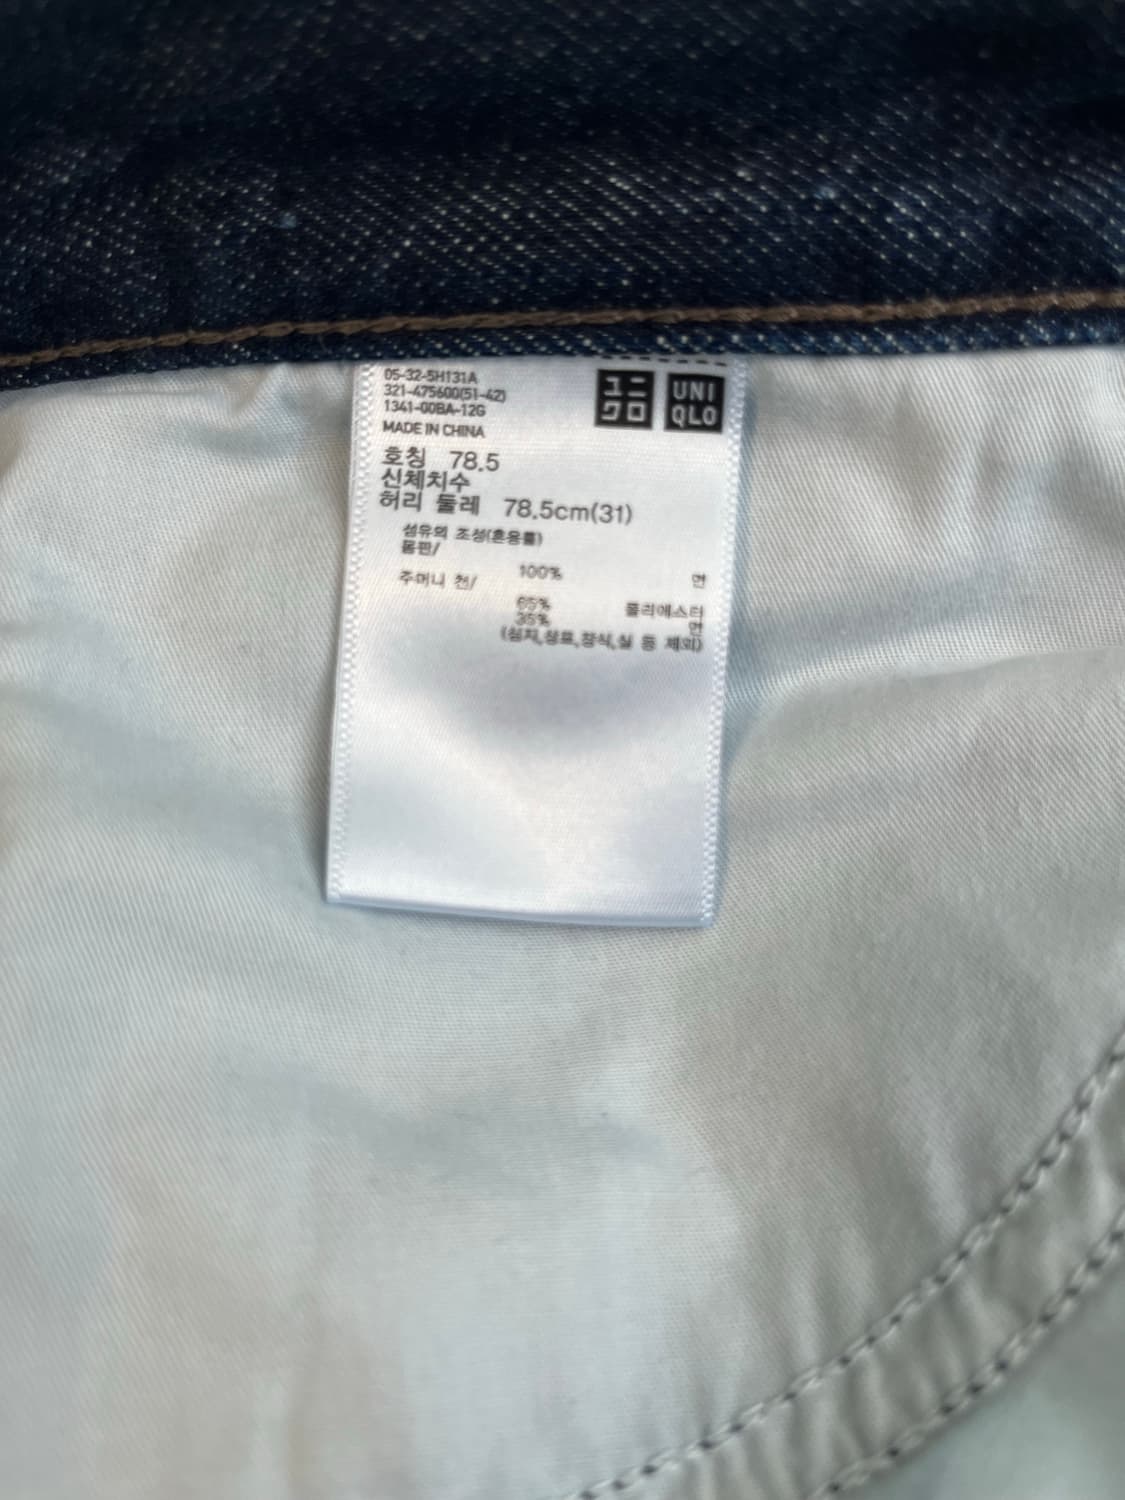 05-32-5H131A
321-475600(51-42)
1341-00BA-12G
MADE IN CHINA
ユニ
クロ
UNI
QLO
호칭 78.5
신체치수
허리 둘레 78.5cm(31)
섬유의 조성(혼용률)
몸판/
100% 면
주머니 천/
65% 폴리에스터
35% 면
(심지,상표,장식,실 등 제외)